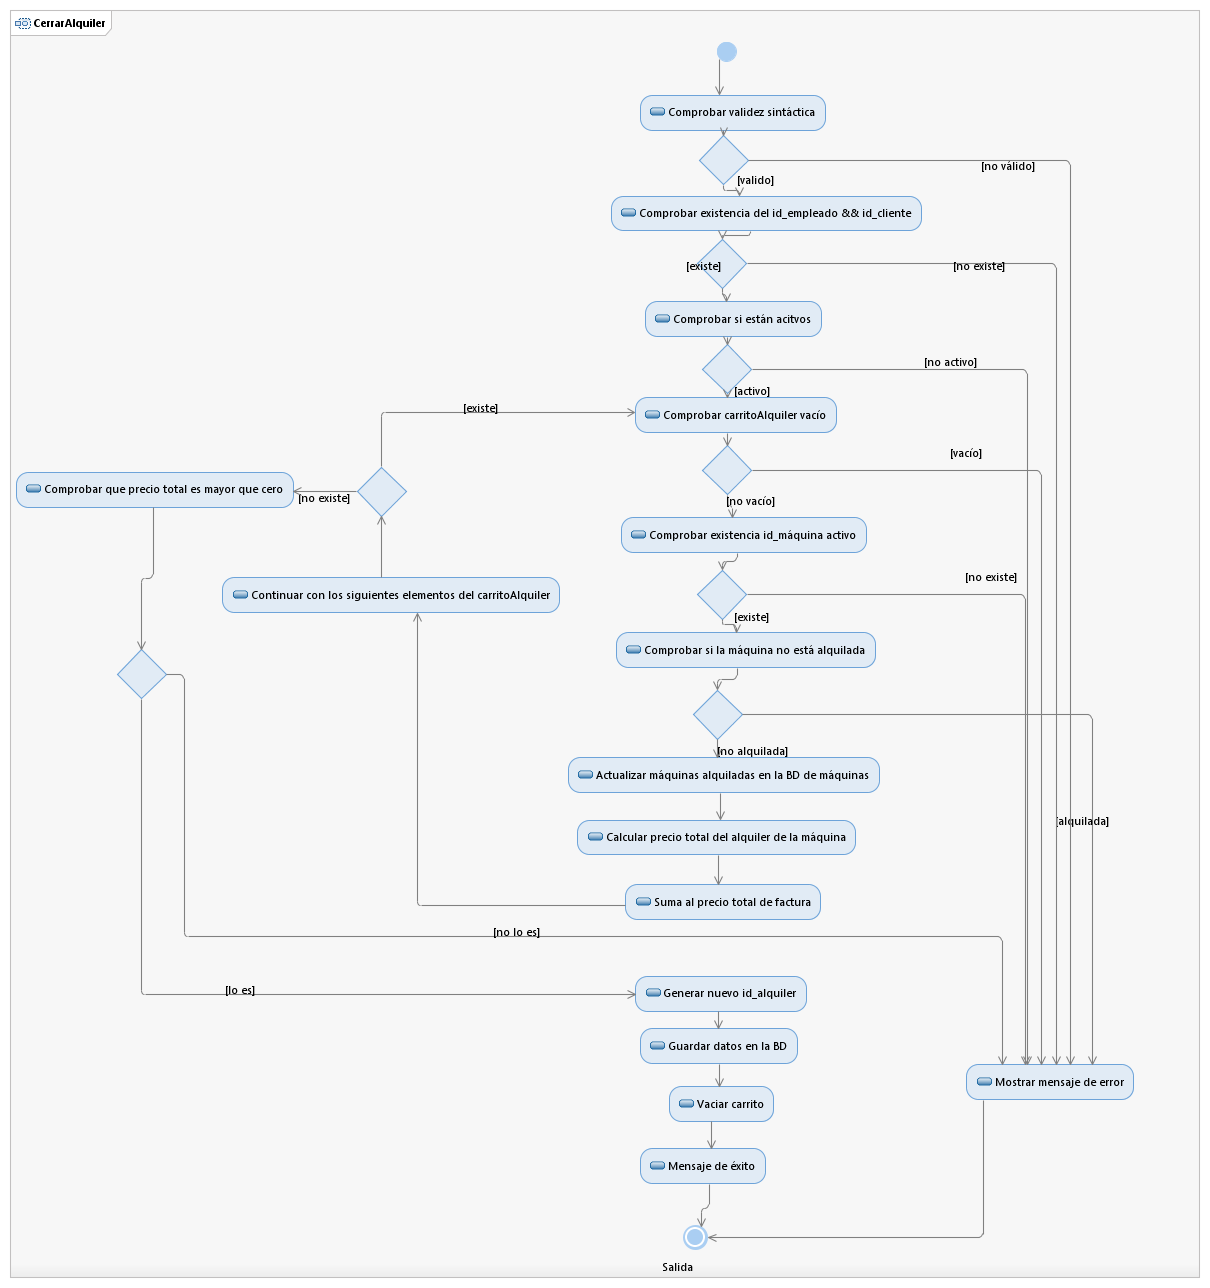 CerrarAlquiler
Comprobar validez sintáctica
[no válido]
[valido]
Comprobar existencia del id_empleado && id_cliente
[existe]
[no existe]
Comprobar si están acitvos
[no activo]
[activo]
[existe]
Comprobar carritoAlquiler vacío
[vacío]
Comprobar que precio total es mayor que cero
[no existe]
[no vacío]
Comprobar existencia id_máquina activo
[no existe]
Continuar con los siguientes elementos del carritoAlquiler
[existe]
Comprobar si la máquina no está alquilada
[no alquilada]
Actualizar máquinas alquiladas en la BD de máquinas
[alquilada]
Calcular precio total del alquiler de la máquina
Suma al precio total de factura
[no lo es]
[lo es]
Generar nuevo id_alquiler
Guardar datos en la BD
Mostrar mensaje de error
Vaciar carrito
Mensaje de éxito
Salida